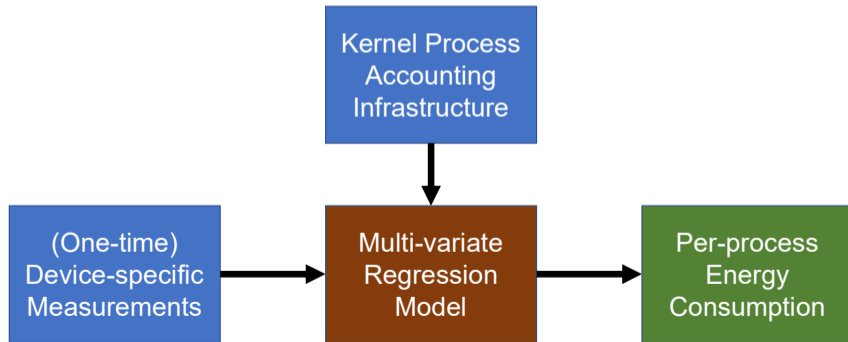 Kernel Process
Accounting
Infrastructure
(One-time)
Device-specific
Measurements
Multi-variate
Regression
Model
Per-process
Energy
Consumption